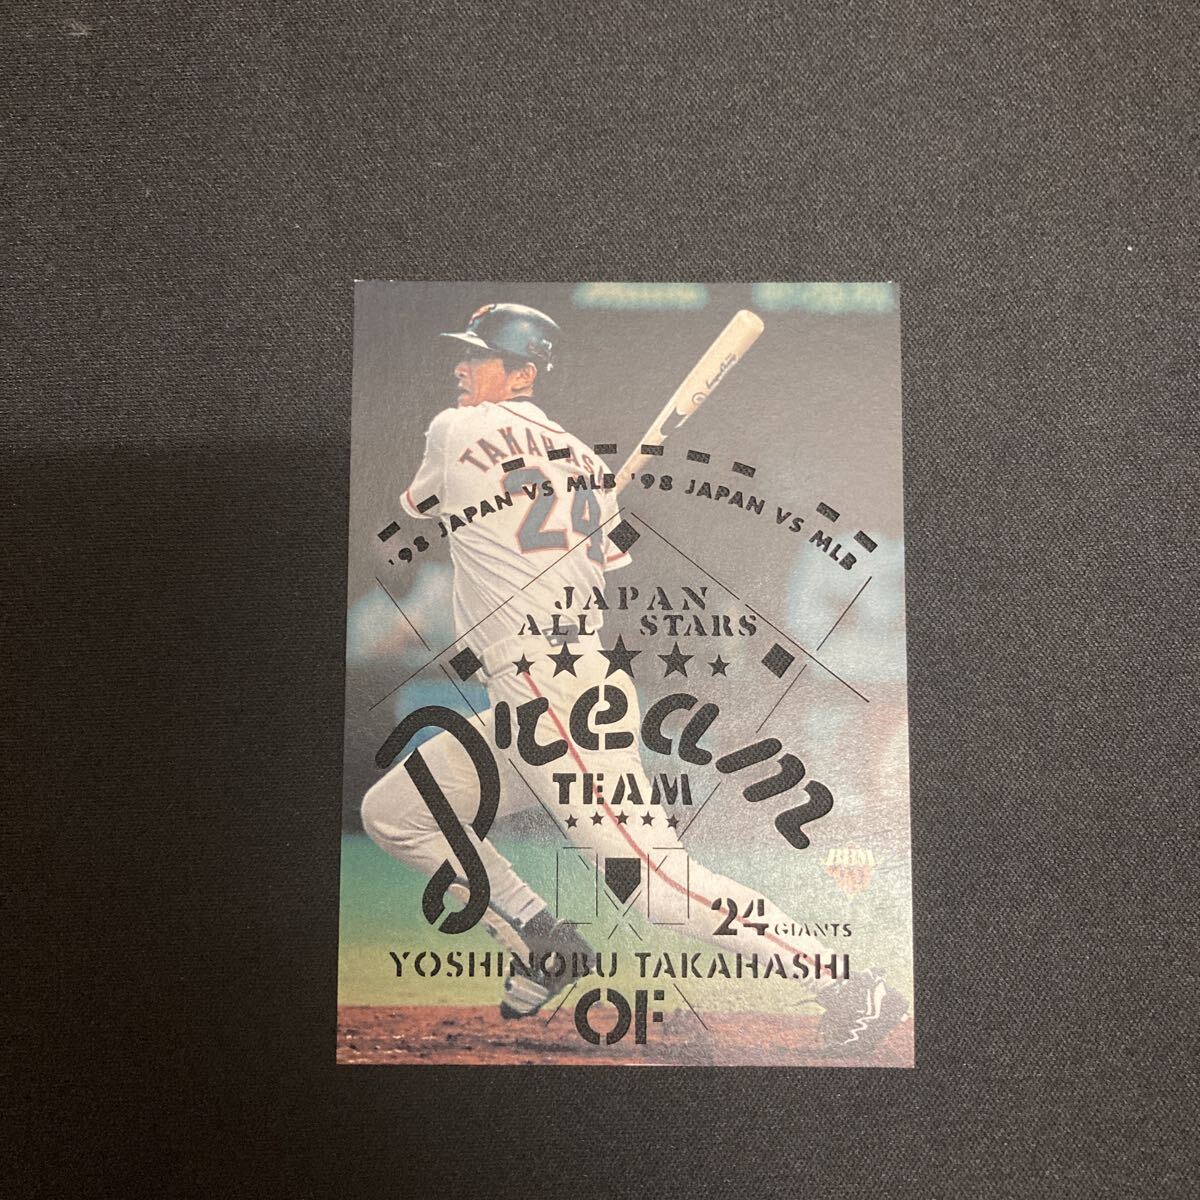 TAKAHASHI
24
'98 JAPAN VS MLB '98 JAPAN VS MLB
JAPAN
ALL STARS
Dream
TEAM
BBM
24 GIANTS
YOSHINOBU TAKAHASHI
OF